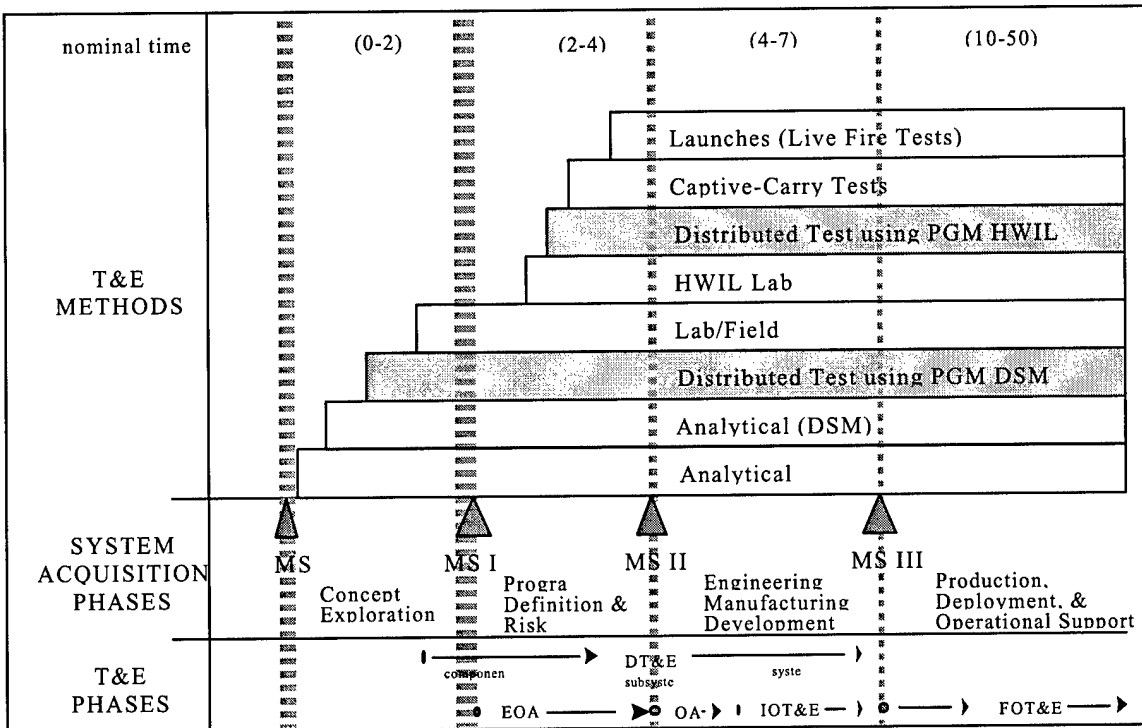 nominal time (0-2) (2-4) (4-7) (10-50)
Launches (Live Fire Tests)
Captive-Carry Tests
Distributed Test using PGM HWIL
T&E
METHODS
HWIL Lab
Lab/Field
Distributed Test using PGM DSM
Analytical (DSM)
Analytical
SYSTEM
ACQUISITION
PHASES
MS MS I MS II MS III
Concept
Exploration
Progra
Definition &
Risk
Engineering
Manufacturing
Development
Production,
Deployment, &
Operational Support
T&E
PHASES
componen
DT&E
subsyste
syste
EOA OA- IOT&E FOT&E